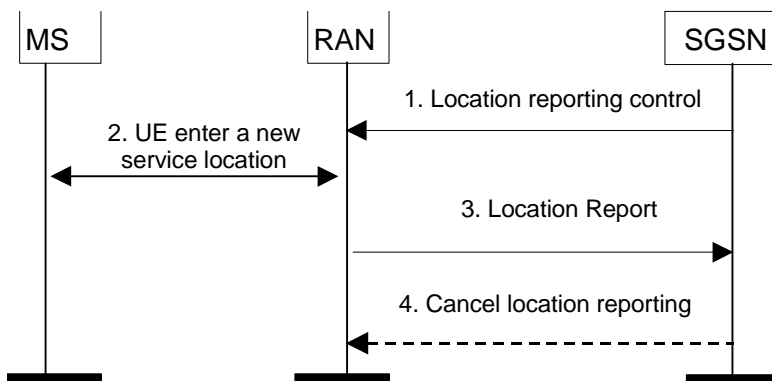 MS
RAN
SGSN
1. Location reporting control
2. UE enter a new
service location
3. Location Report
4. Cancel location reporting